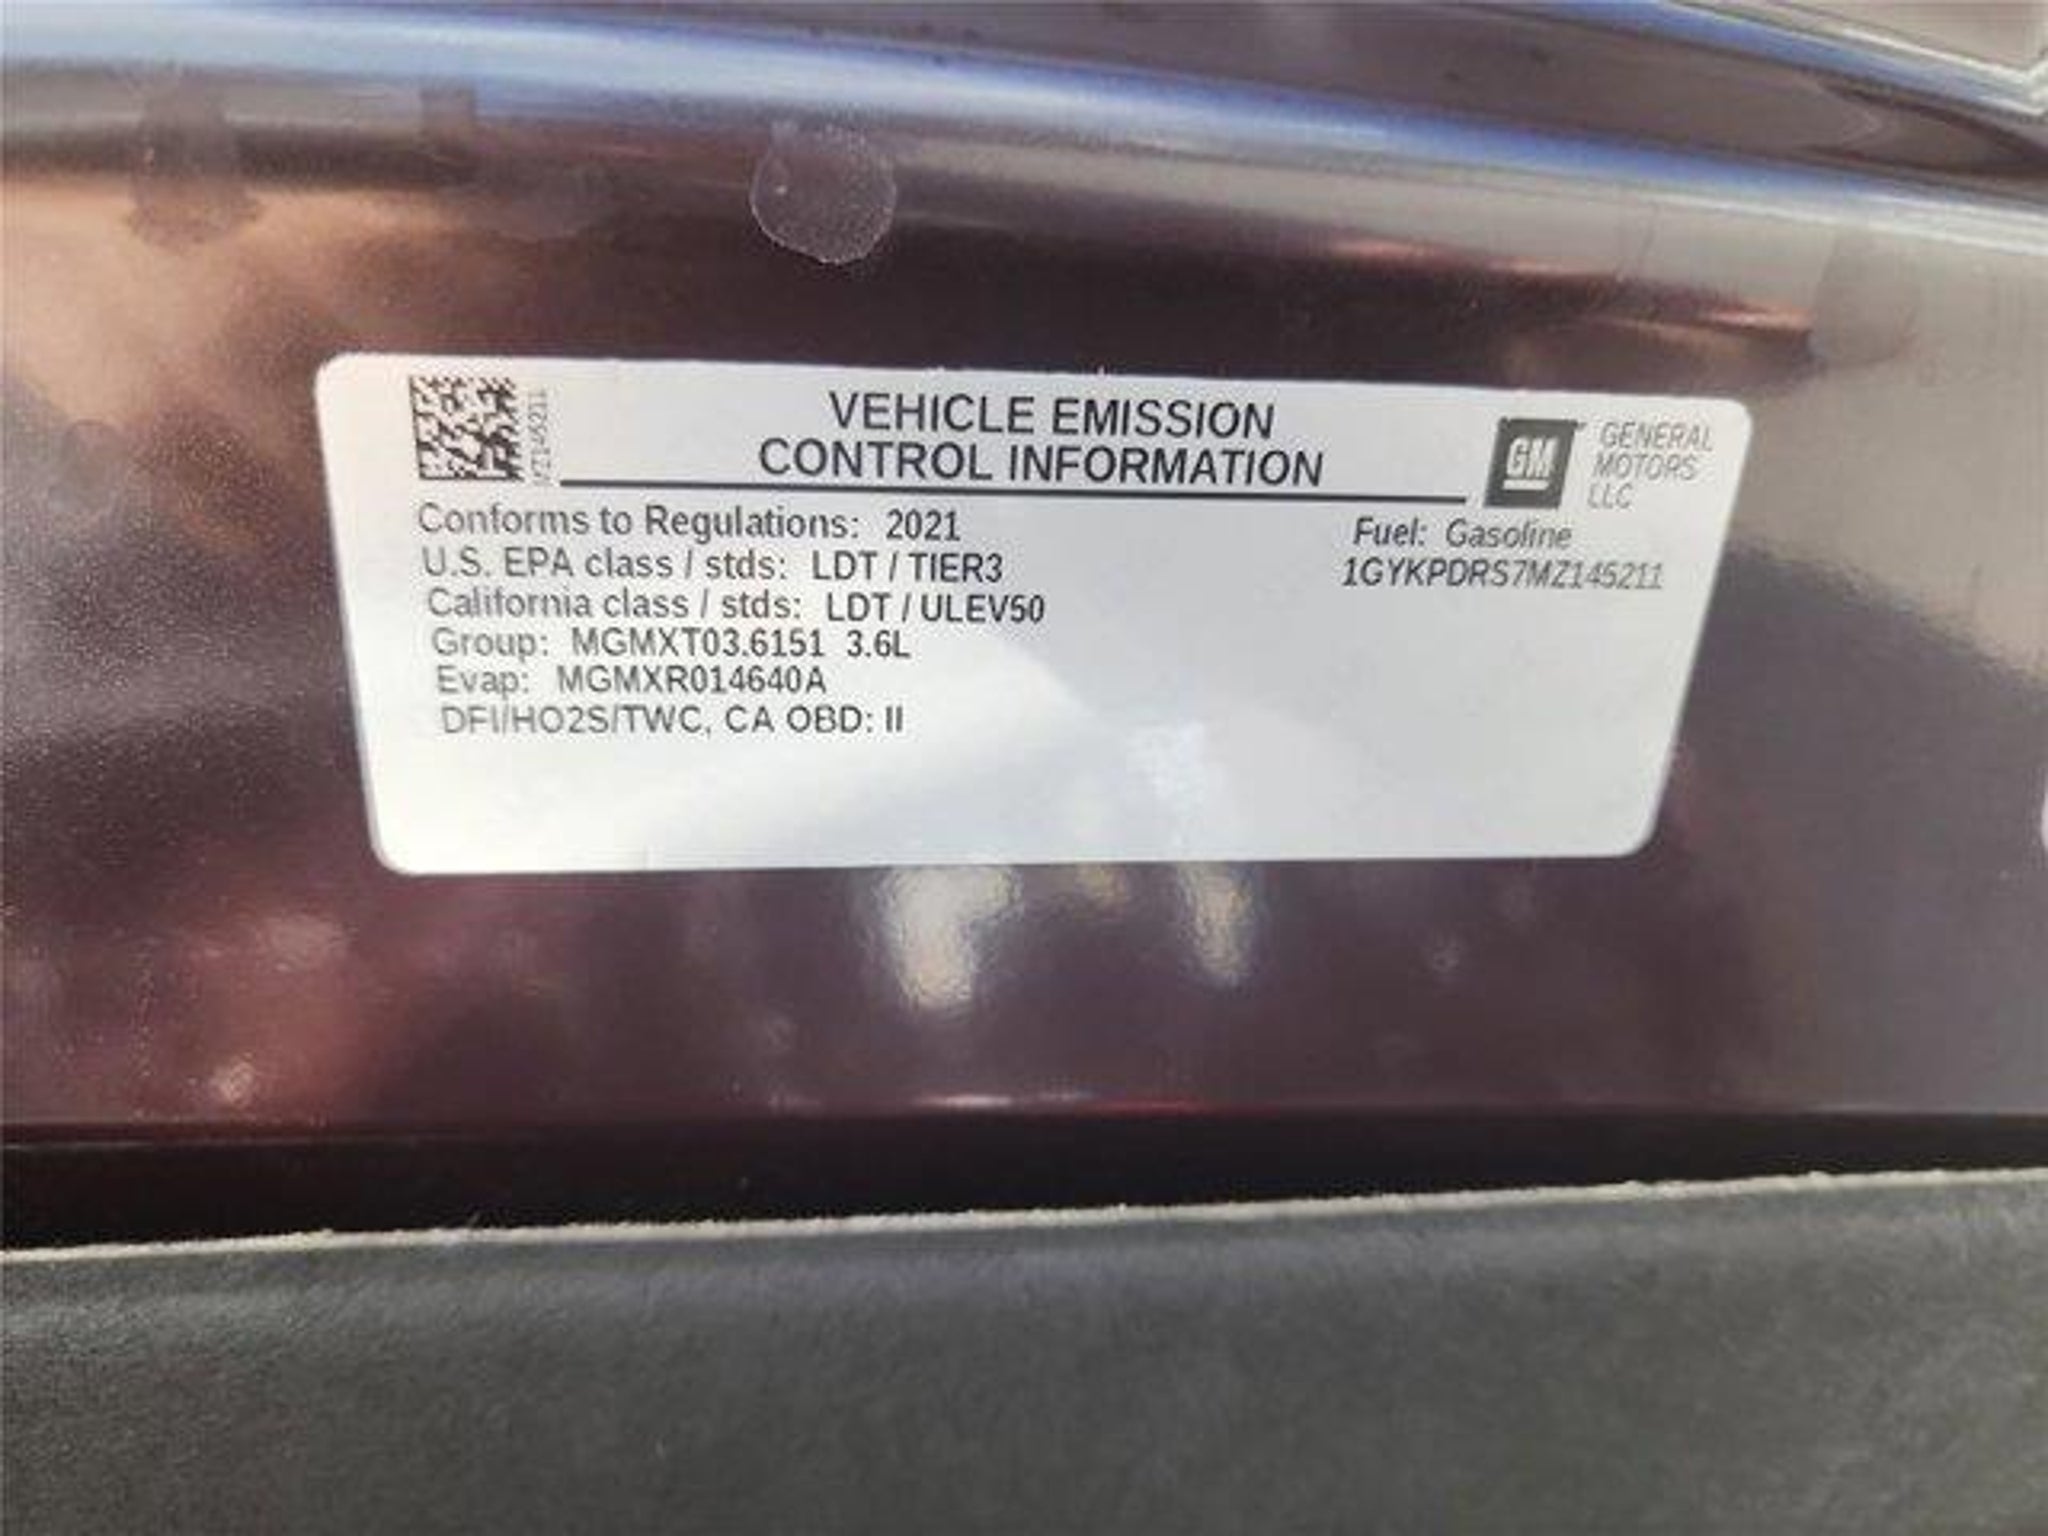 MZ145211
VEHICLE EMISSION
CONTROL INFORMATION
GM
GENERAL
MOTORS
LLC
Conforms to Regulations: 2021
Fuel: Gasoline
U.S. EPA class / stds: LDT / TIER3
1GYKPDRS7MZ145211
California class / stds: LDT / ULEV50
Group: MGMXT03.6151 3.6L
Evap: MGMXR014640A
DFI/HO2S/TWC, CA OBD: II